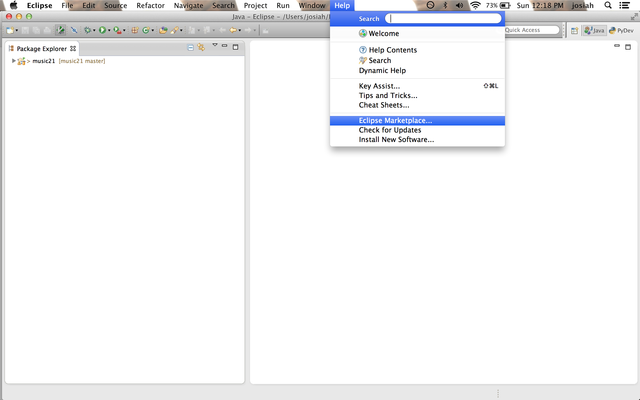 Eclipse File Edit Source Refactor Navigate Search Project Run Window Help 73% Sun 12:18 PM josiah
Java – Eclipse – /Users/josiah/
Quick Access Java PyDev
Package Explorer
> music21 [music21 master]
Search
Welcome
Help Contents
Search
Dynamic Help
Key Assist... ⇧⌘L
Tips and Tricks...
Cheat Sheets...
Eclipse Marketplace...
Check for Updates
Install New Software...